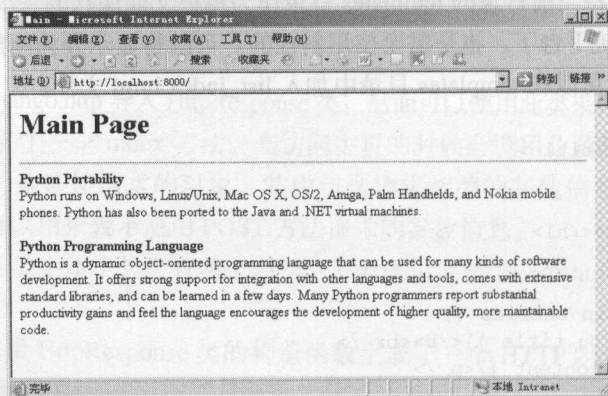 Main - Microsoft Internet Explorer
文件(F) 编辑(E) 查看(V) 收藏(A) 工具(T) 帮助(H)
后退 搜索 收藏夹
地址(D) http://localhost:8000/ 转到 链接 »
Main Page
Python Portability
Python runs on Windows, Linux/Unix, Mac OS X, OS/2, Amiga, Palm Handhelds, and Nokia mobile
phones. Python has also been ported to the Java and .NET virtual machines.
Python Programming Language
Python is a dynamic object-oriented programming language that can be used for many kinds of software
development. It offers strong support for integration with other languages and tools, comes with extensive
standard libraries, and can be learned in a few days. Many Python programmers report substantial
productivity gains and feel the language encourages the development of higher quality, more maintainable
code.
完毕 本地 Intranet